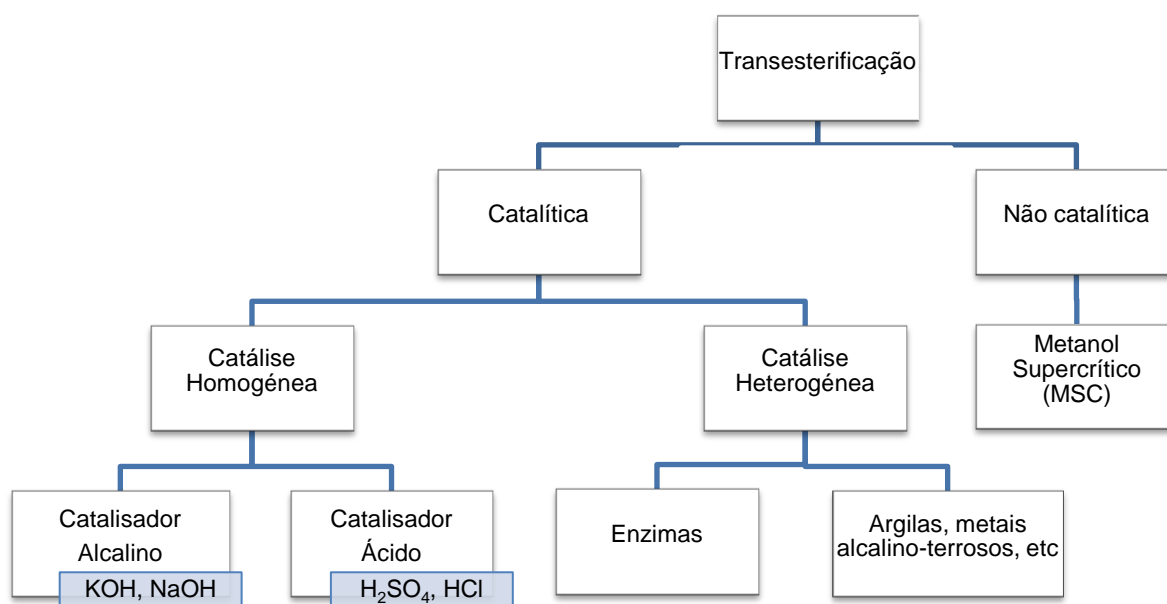 Transesterificação
Catalítica
Não catalítica
Catálise
Homogénea
Catálise
Heterogénea
Metanol
Supercrítico
(MSC)
Catalisador
Alcalino
KOH, NaOH
Catalisador
Ácido
H₂SO₄, HCl
Enzimas
Argilas, metais
alcalino-terrosos, etc